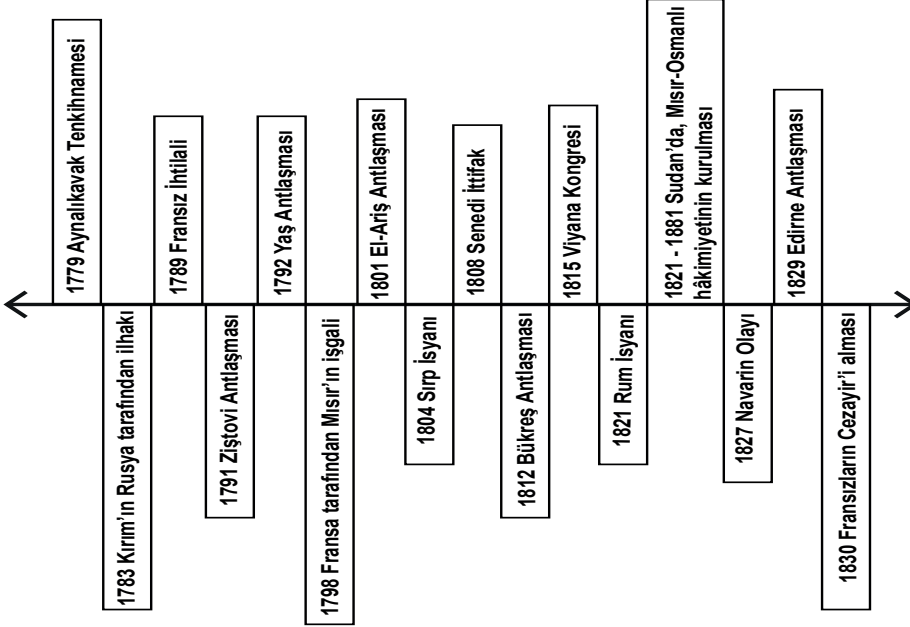 1779 Aynalıkavak Tenkihnamesi
1783 Kırım'ın Rusya tarafından ilhakı
1789 Fransız İhtilali
1791 Ziştovi Antlaşması
1792 Yaş Antlaşması
1798 Fransa tarafından Mısır'ın işgali
1801 El-Ariş Antlaşması
1804 Sırp İsyanı
1808 Senedi İttifak
1812 Bükreş Antlaşması
1815 Viyana Kongresi
1821 Rum İsyanı
1821 - 1881 Sudan'da, Mısır-Osmanlı
hâkimiyetinin kurulması
1827 Navarin Olayı
1829 Edirne Antlaşması
1830 Fransızların Cezayir'i alması